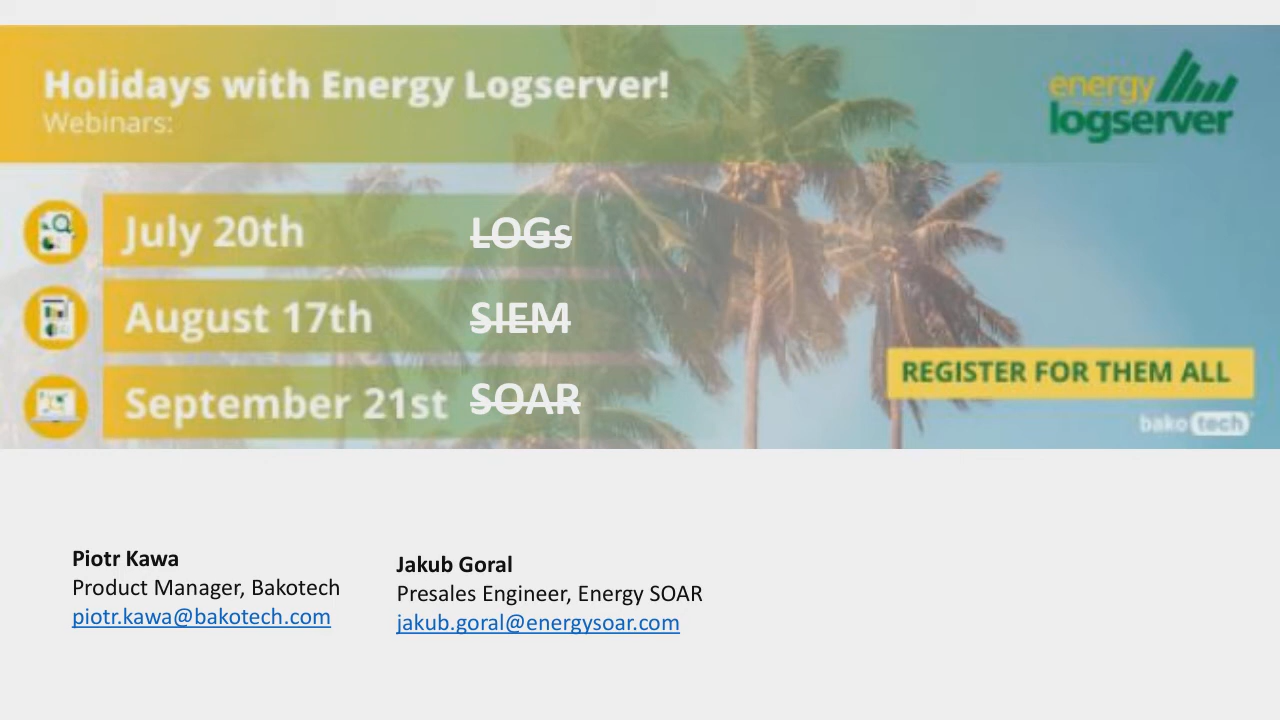 Holidays with Energy Logserver!
Webinars:
energy
logserver
July 20th LOGs
August 17th SIEM
September 21st SOAR
REGISTER FOR THEM ALL
bakotech
Piotr Kawa
Product Manager, Bakotech
piotr.kawa@bakotech.com
Jakub Goral
Presales Engineer, Energy SOAR
jakub.goral@energysoar.com